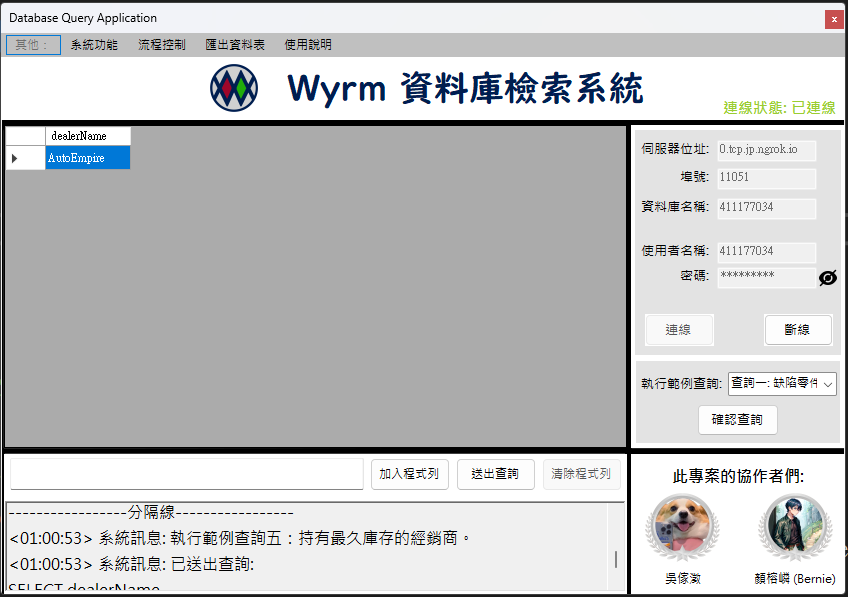 Database Query Application
x
其他： 系統功能 流程控制 匯出資料表 使用說明
Wyrm 資料庫檢索系統
連線狀態: 已連線
dealerName
AutoEmpire
伺服器位址: 0.tcp.jp.ngrok.io
埠號: 11051
資料庫名稱: 411177034
使用者名稱: 411177034
密碼: *********
連線 斷線
執行範例查詢: 查詢一: 缺陷零件
確認查詢
加入程式列 送出查詢 清除程式列
-----------------分隔線-----------------
<01:00:53> 系統訊息: 執行範例查詢五：持有最久庫存的經銷商。
<01:00:53> 系統訊息: 已送出查詢:
SELECT dealerName
此專案的協作者們:
吳傢澂 顏榕嶙 (Bernie)